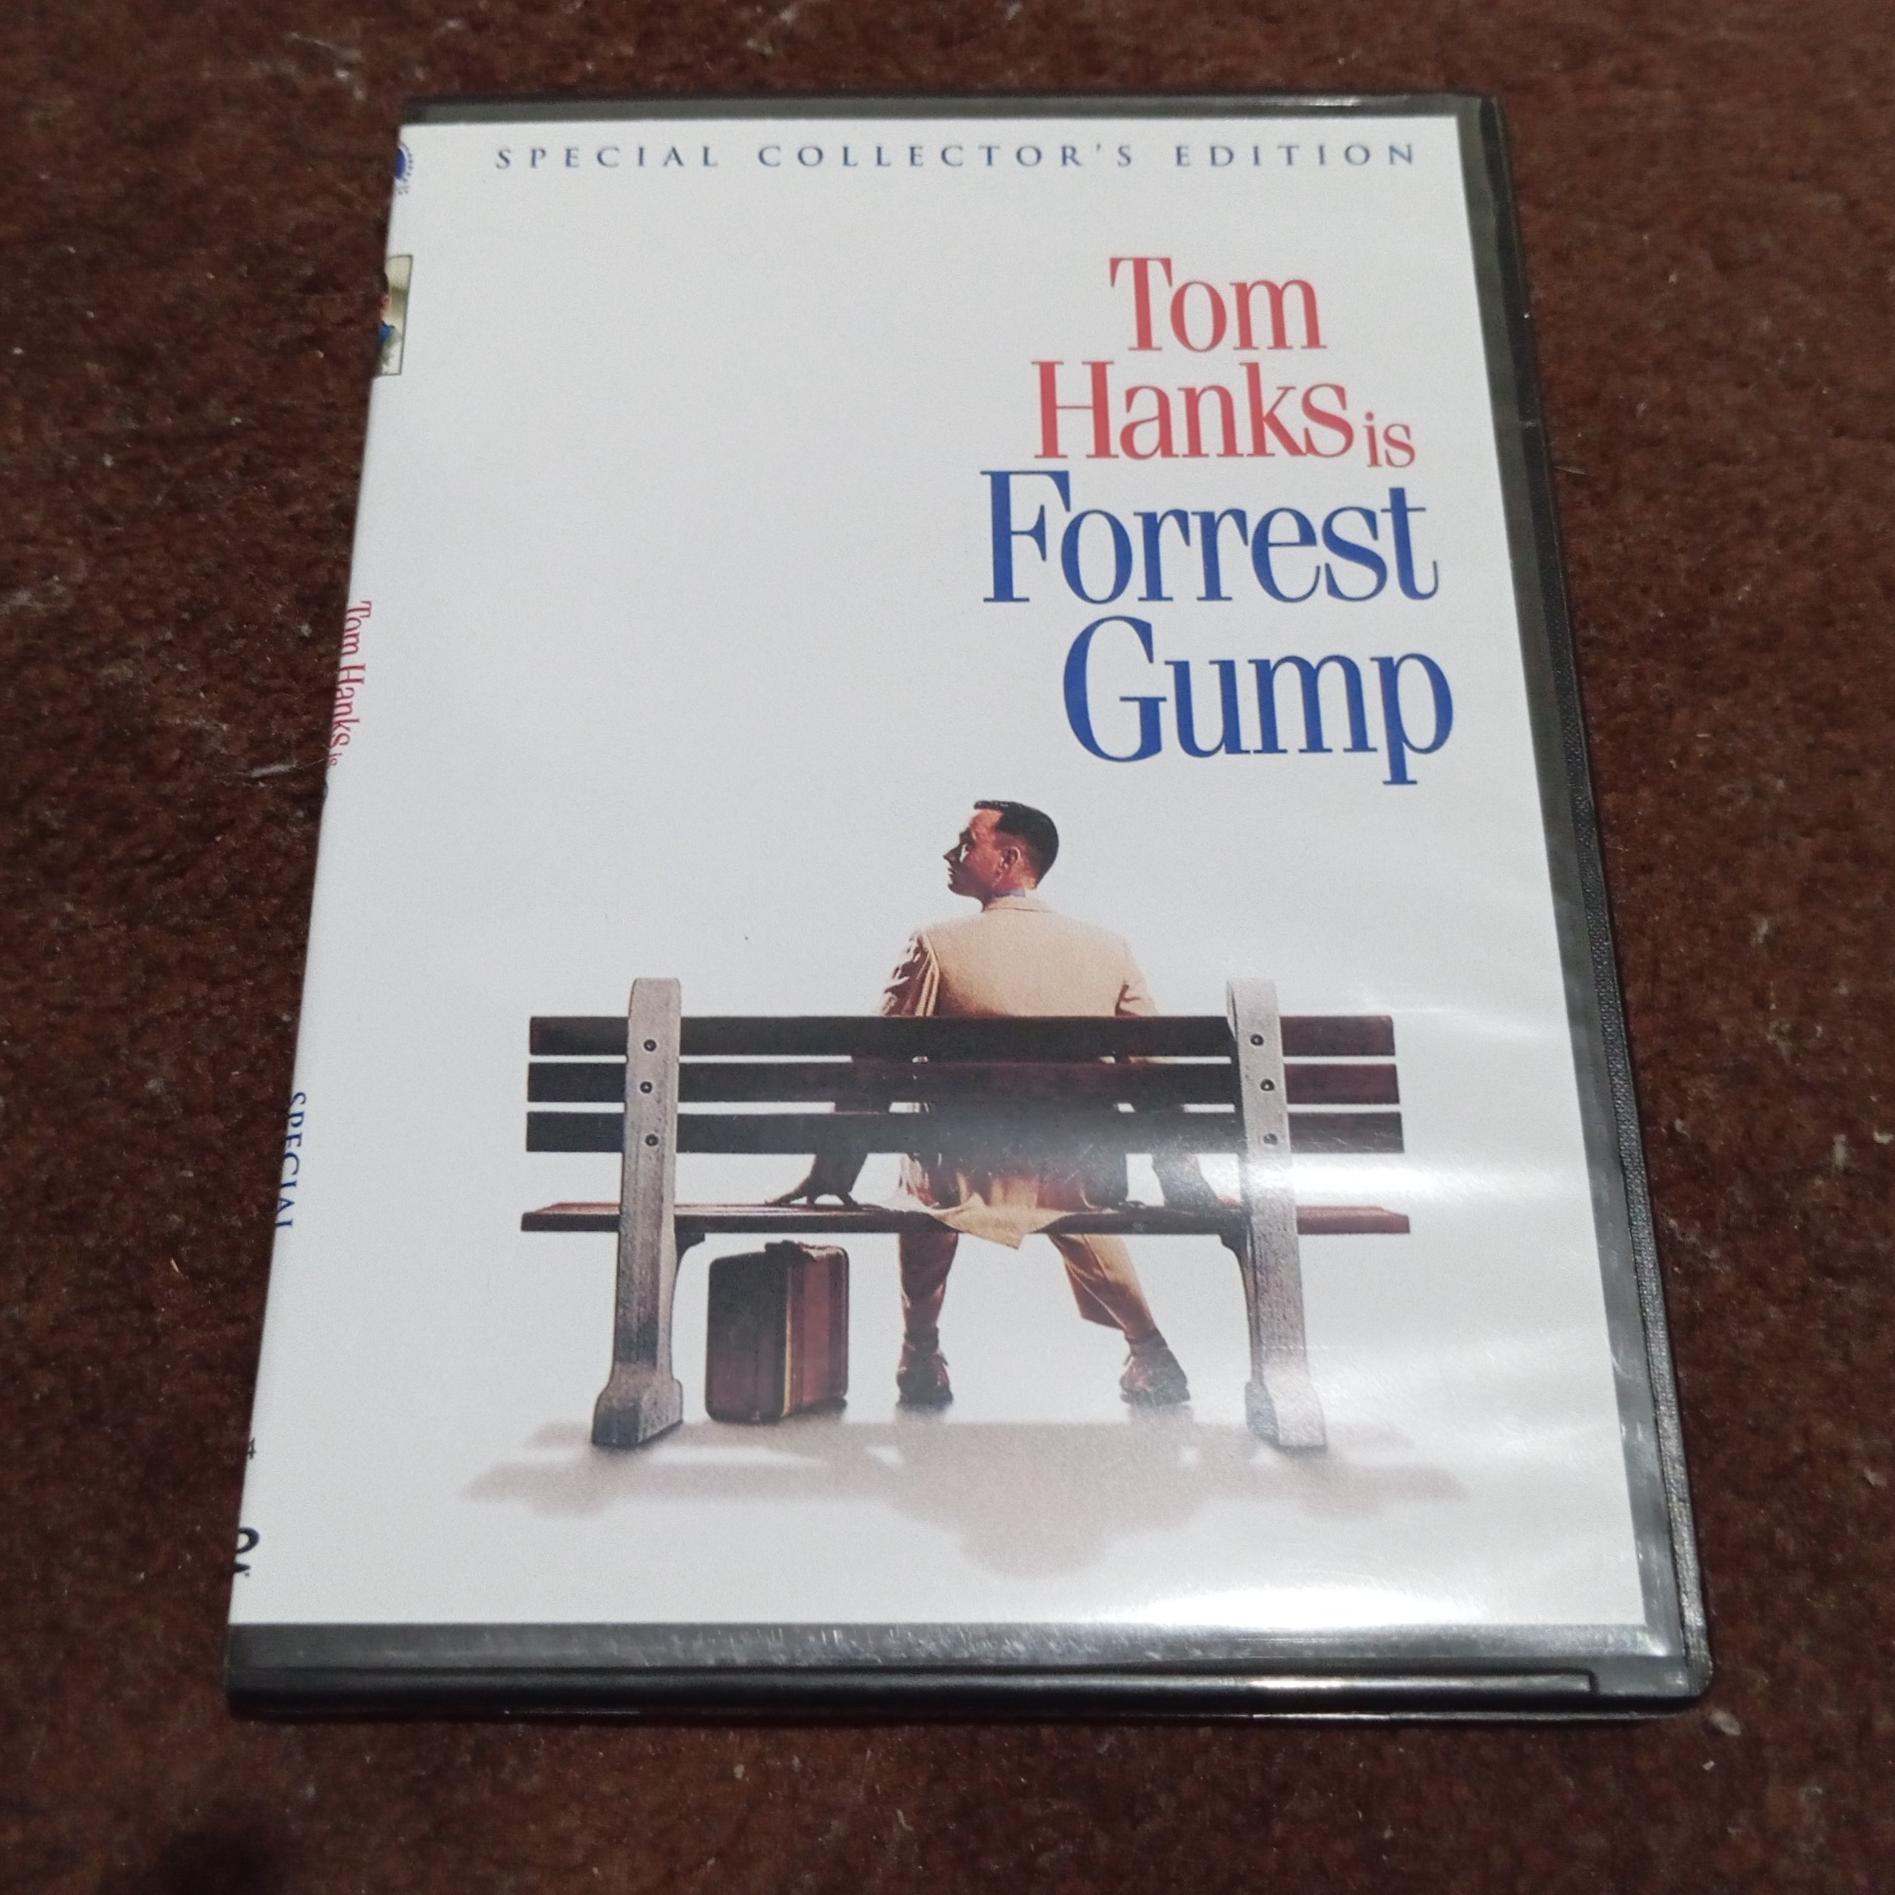 SPECIAL COLLECTOR'S EDITION
Tom
Hanks is
Forrest
Gump
Tom Hanks is
SPECIAL